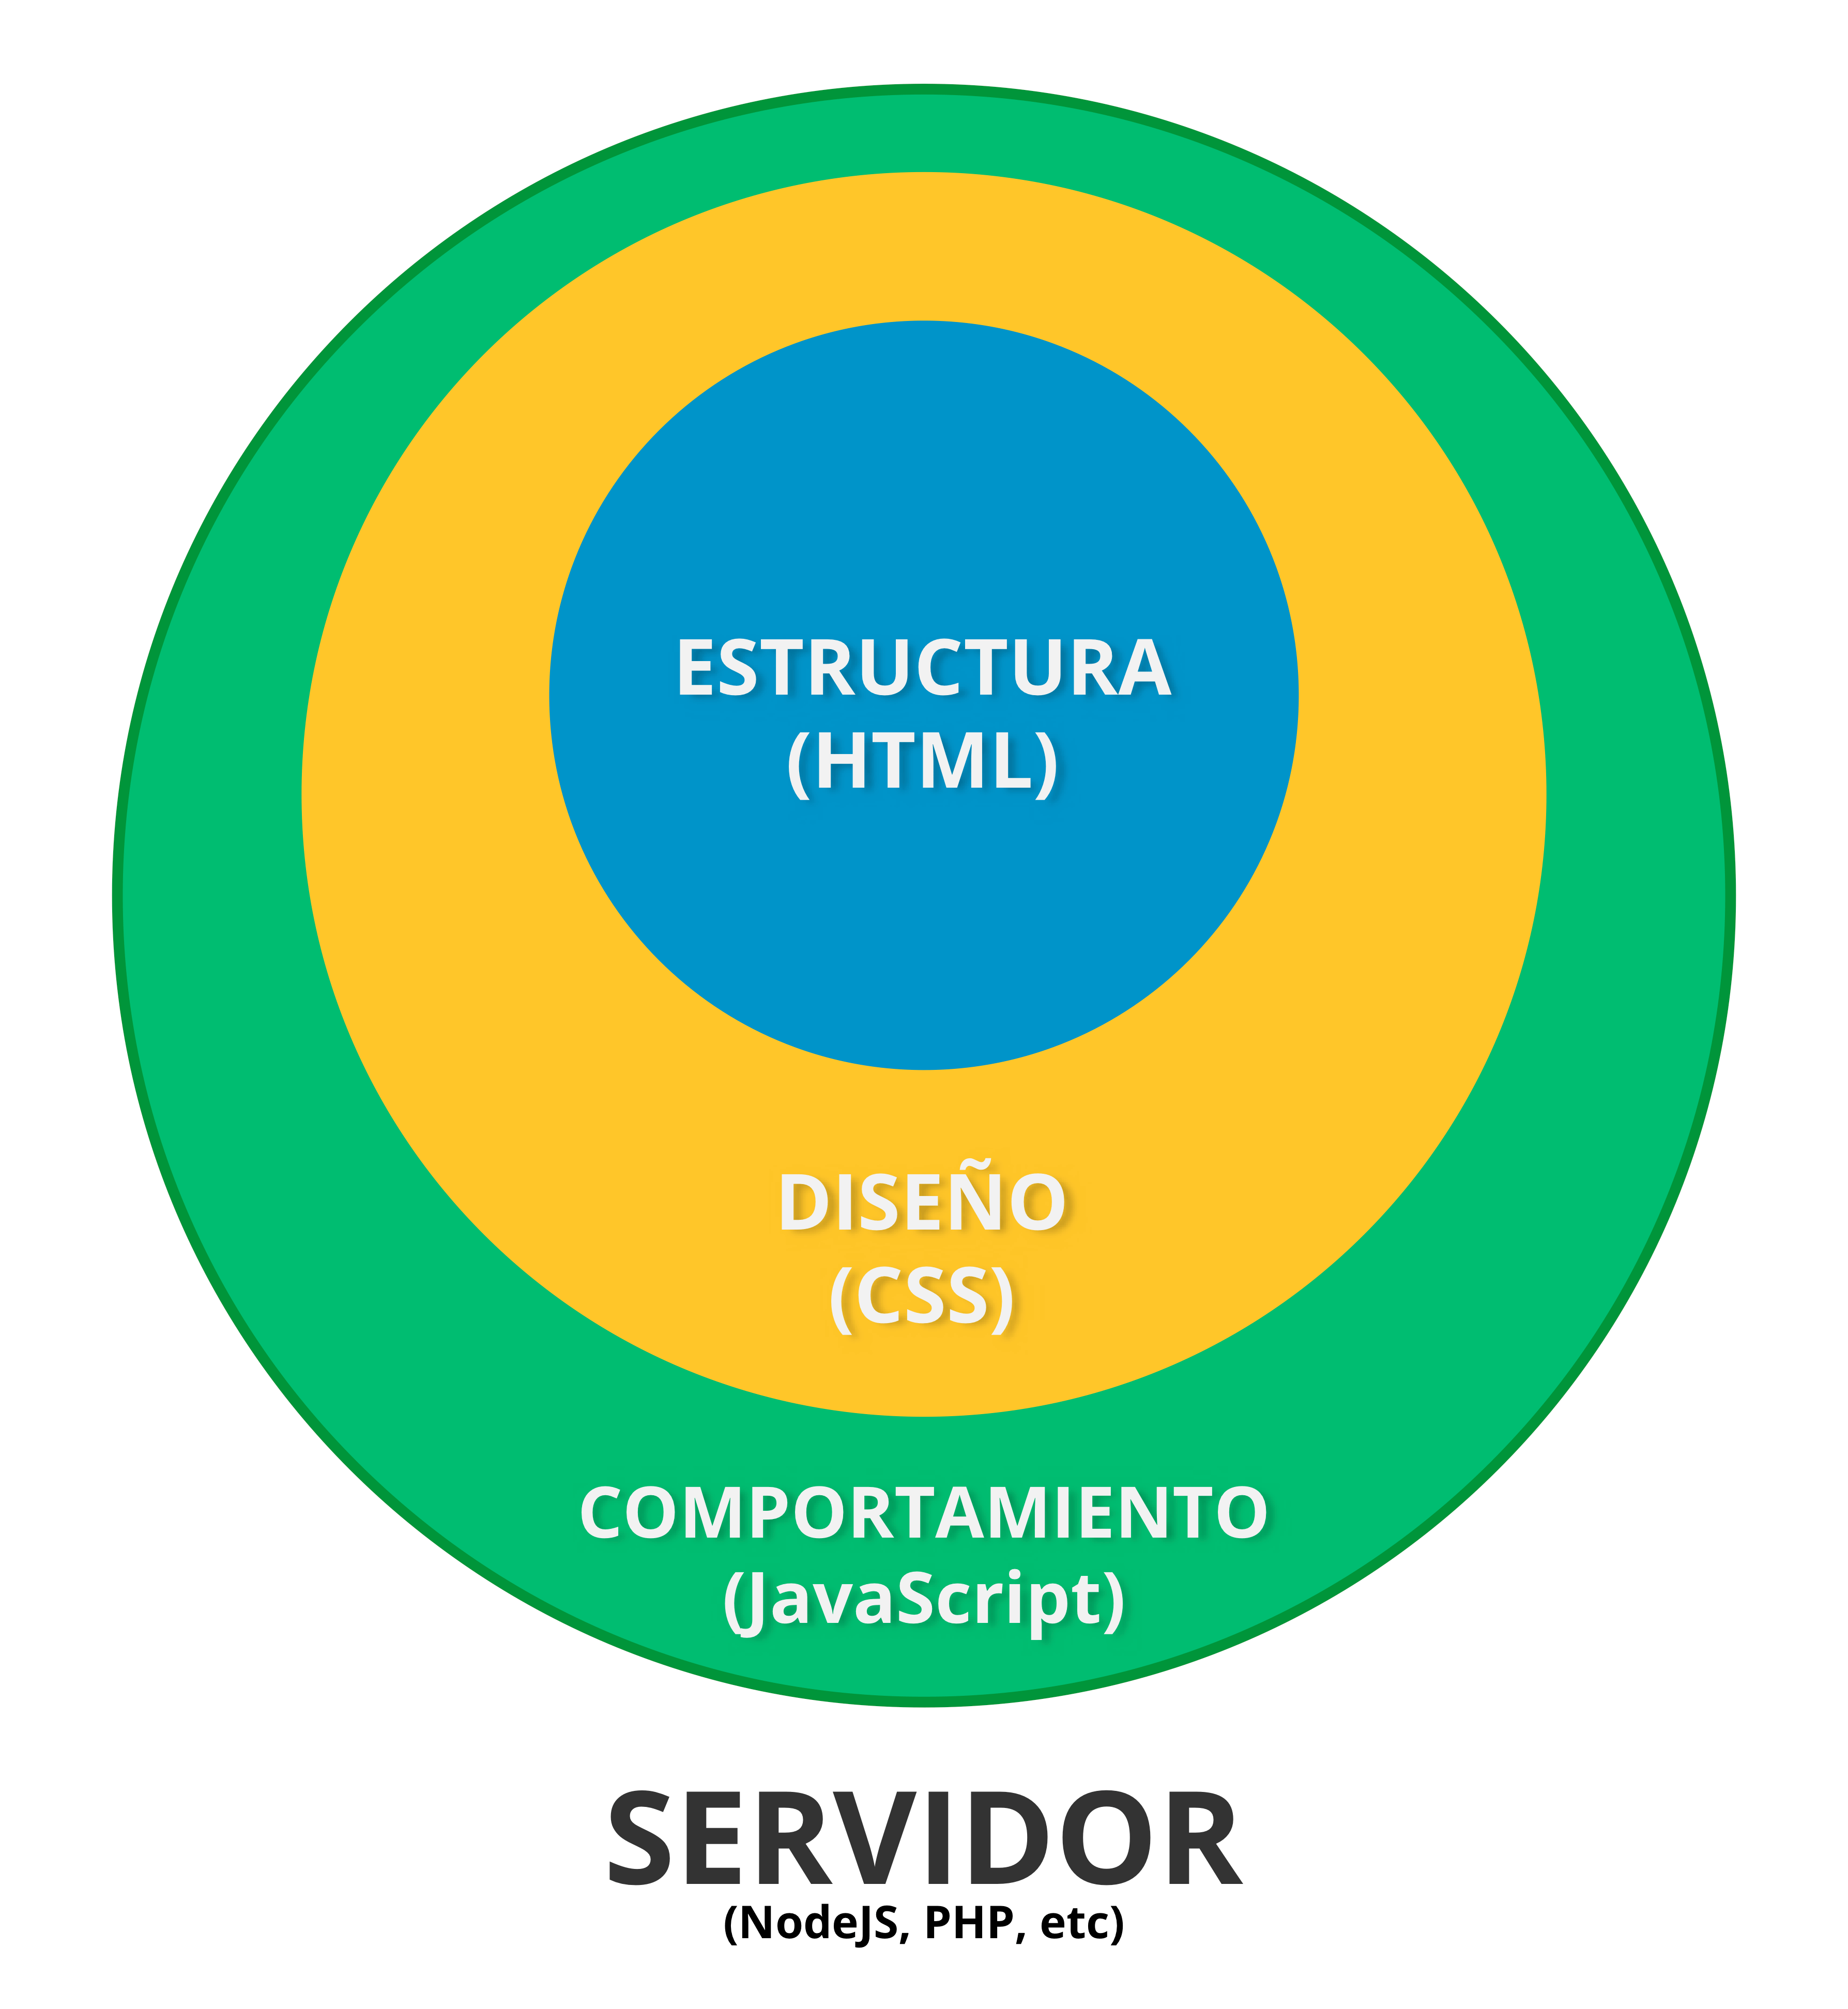 ESTRUCTURA
(HTML)
DISEÑO
(CSS)
COMPORTAMIENTO
(JavaScript)
SERVIDOR
(NodeJS, PHP, etc)